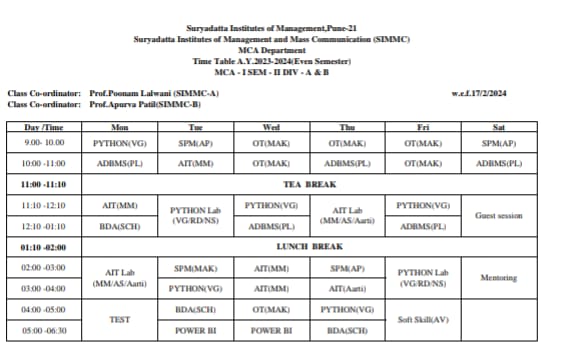 Suryadatta Institutes of Management,Pune-21
Suryadatta Institutes of Management and Mass Communication (SIMMC)
MCA Department
Time Table A.Y.2023-2024(Even Semester)
MCA - I SEM - II DIV - A & B
Class Co-ordinator: Prof.Poonam Lalwani (SIMMC-A) w.e.f.17/2/2024
Class Co-ordinator: Prof.Apurva Patil(SIMMC-B)
Day /Time Mon Tue Wed Thu Fri Sat
9.00- 10.00 PYTHON(VG) SPM(AP) OT(MAK) OT(MAK) OT(MAK) SPM(AP)
10:00 -11:00 ADBMS(PL) AIT(MM) OT(MAK) ADBMS(PL) OT(MAK) ADBMS(PL)
11:00 -11:10 TEA BREAK
11:10 -12:10 AIT(MM) PYTHON Lab PYTHON(VG) AIT Lab PYTHON(VG) Guest session
12:10 -01:10 BDA(SCH) (VG/RD/NS) ADBMS(PL) (MM/AS/Aarti) ADBMS(PL)
01:10 -02:00 LUNCH BREAK
02:00 -03:00 AIT Lab SPM(MAK) AIT(MM) SPM(AP) PYTHON Lab Mentoring
03:00 -04:00 (MM/AS/Aarti) PYTHON(VG) AIT(MM) AIT(Aarti) (VG/RD/NS)
04:00 -05:00 TEST BDA(SCH) OT(MAK) PYTHON(VG) Soft Skill(AV)
05:00 -06:30 POWER BI POWER BI BDA(SCH)